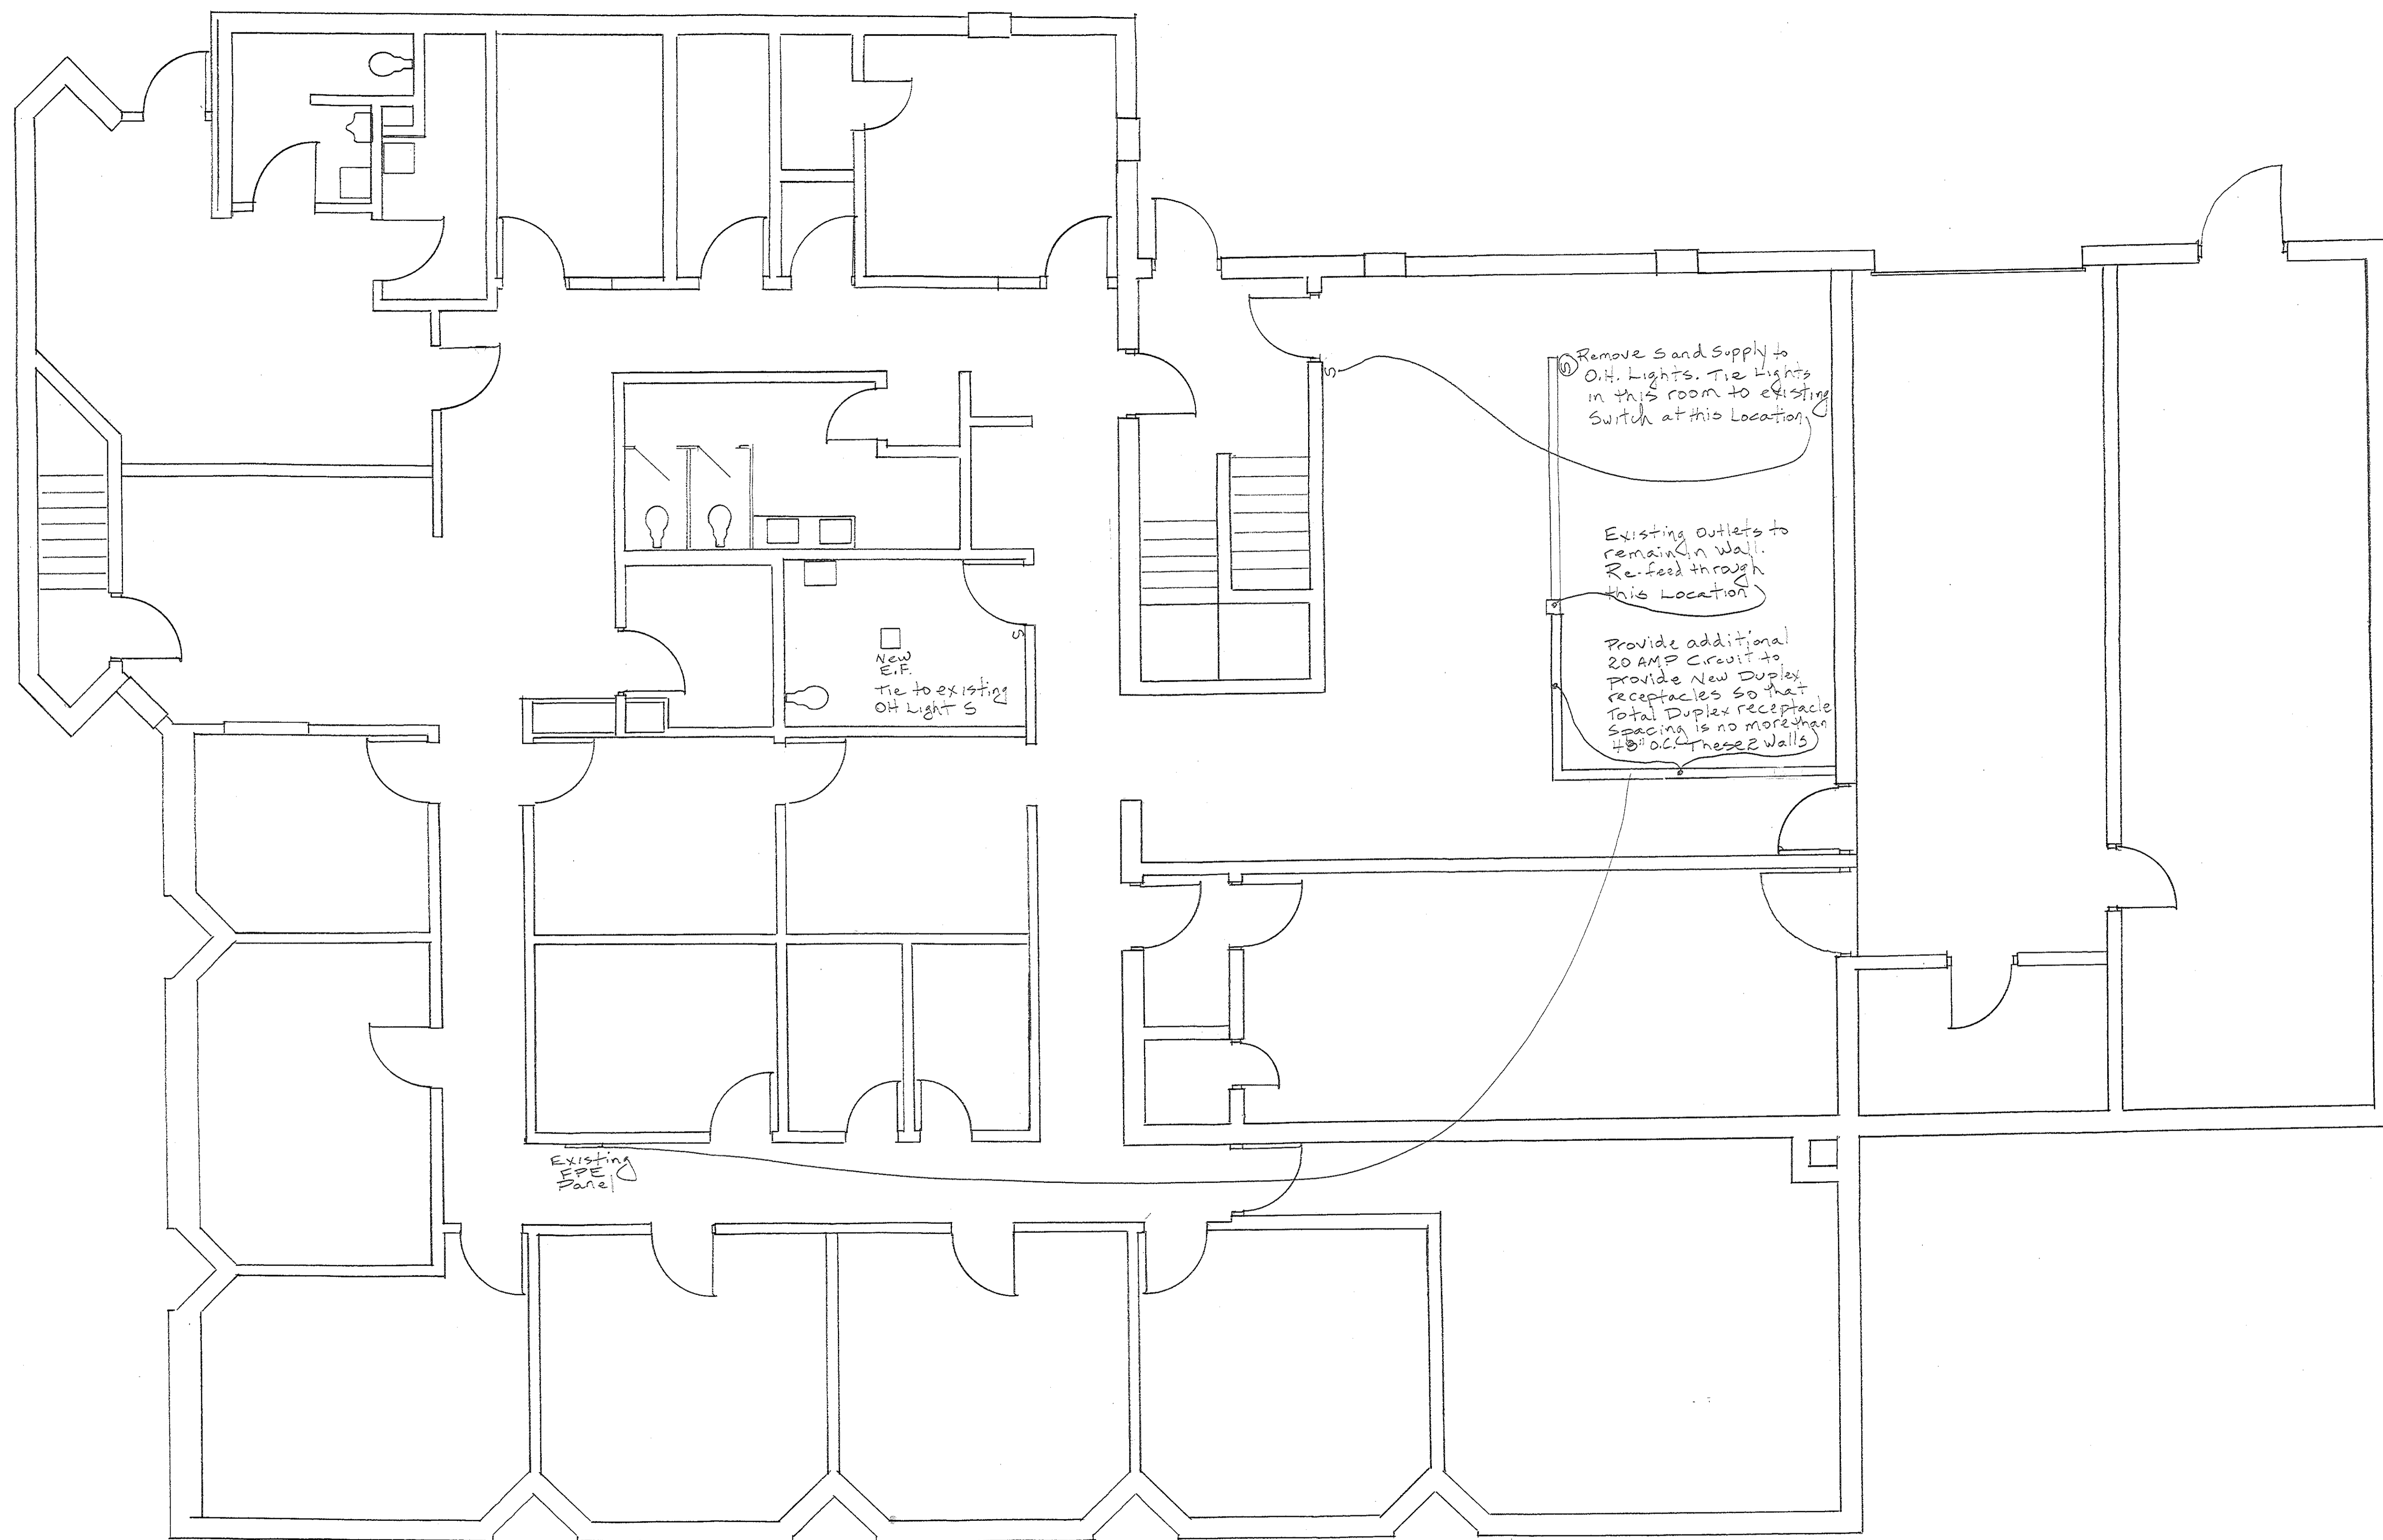 S
Ⓢ Remove S and Supply to
O.H. Lights. Tie Lights
in this room to existing
Switch at this Location
Existing Outlets to
remain in Wall.
Re-feed through
this Location
S
New
E.F.
Tie to existing
OH Light S
Provide additional
20 AMP Circuit to
provide New Duplex
receptacles so that
Total Duplex receptacle
Spacing is no more than
48" O.C. These 2 Walls
Existing
FPE
Panel